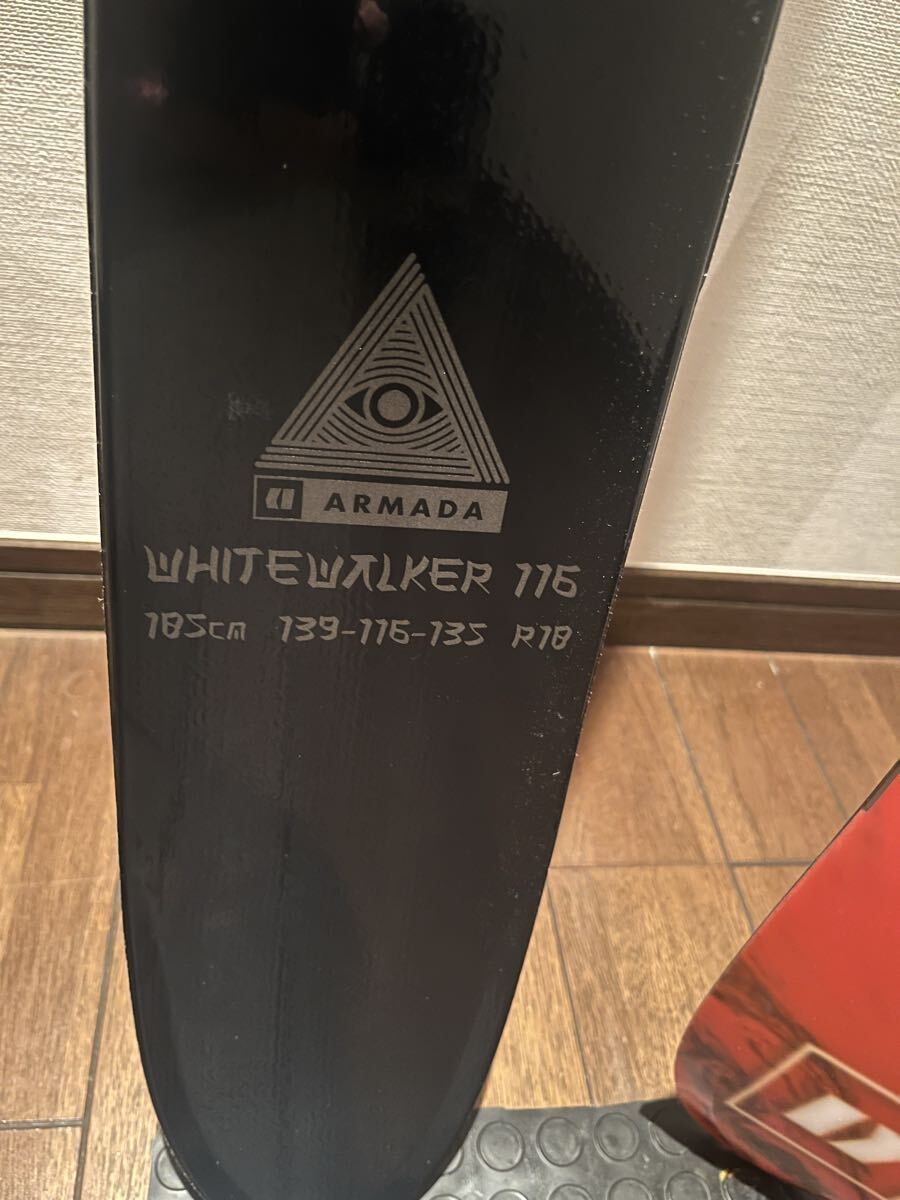 ARMADA
WHITEWALKER 116
185cm 139-116-135 R18